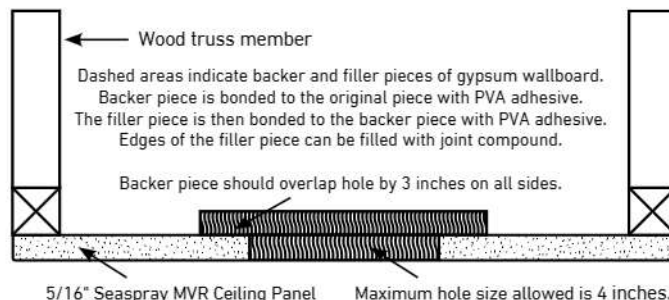 Wood truss member
Dashed areas indicate backer and filler pieces of gypsum wallboard.
Backer piece is bonded to the original piece with PVA adhesive.
The filler piece is then bonded to the backer piece with PVA adhesive.
Edges of the filler piece can be filled with joint compound.
Backer piece should overlap hole by 3 inches on all sides.
5/16" Seaspray MVR Ceiling Panel
Maximum hole size allowed is 4 inches.